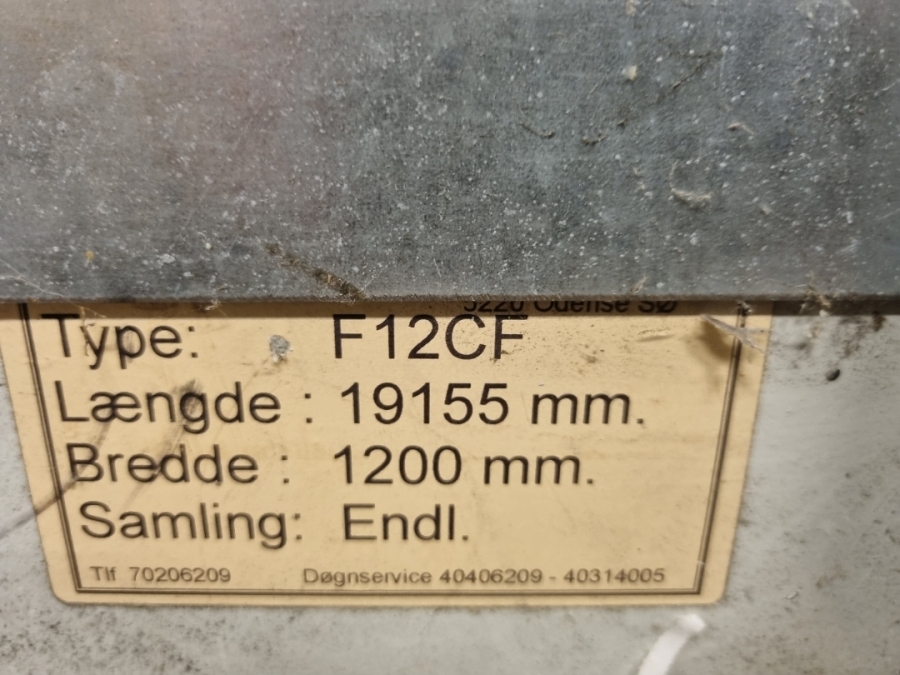 5220 Odense SØ
Type: F12CF
Længde : 19155 mm.
Bredde : 1200 mm.
Samling: Endl.
Tlf 70206209 Døgnservice 40406209 - 40314005